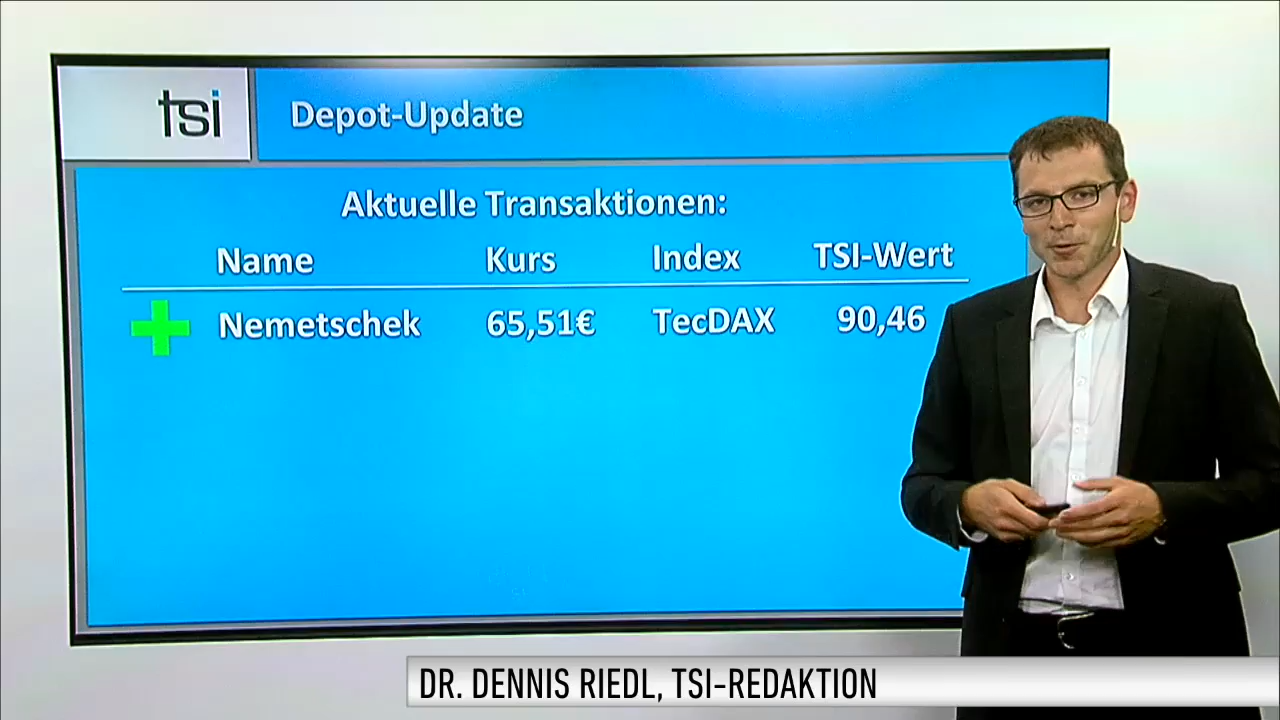 tsi
Depot-Update
Aktuelle Transaktionen:
Name Kurs Index TSI-Wert
Nemetschek 65,51€ TecDAX 90,46
DR. DENNIS RIEDL, TSI-REDAKTION